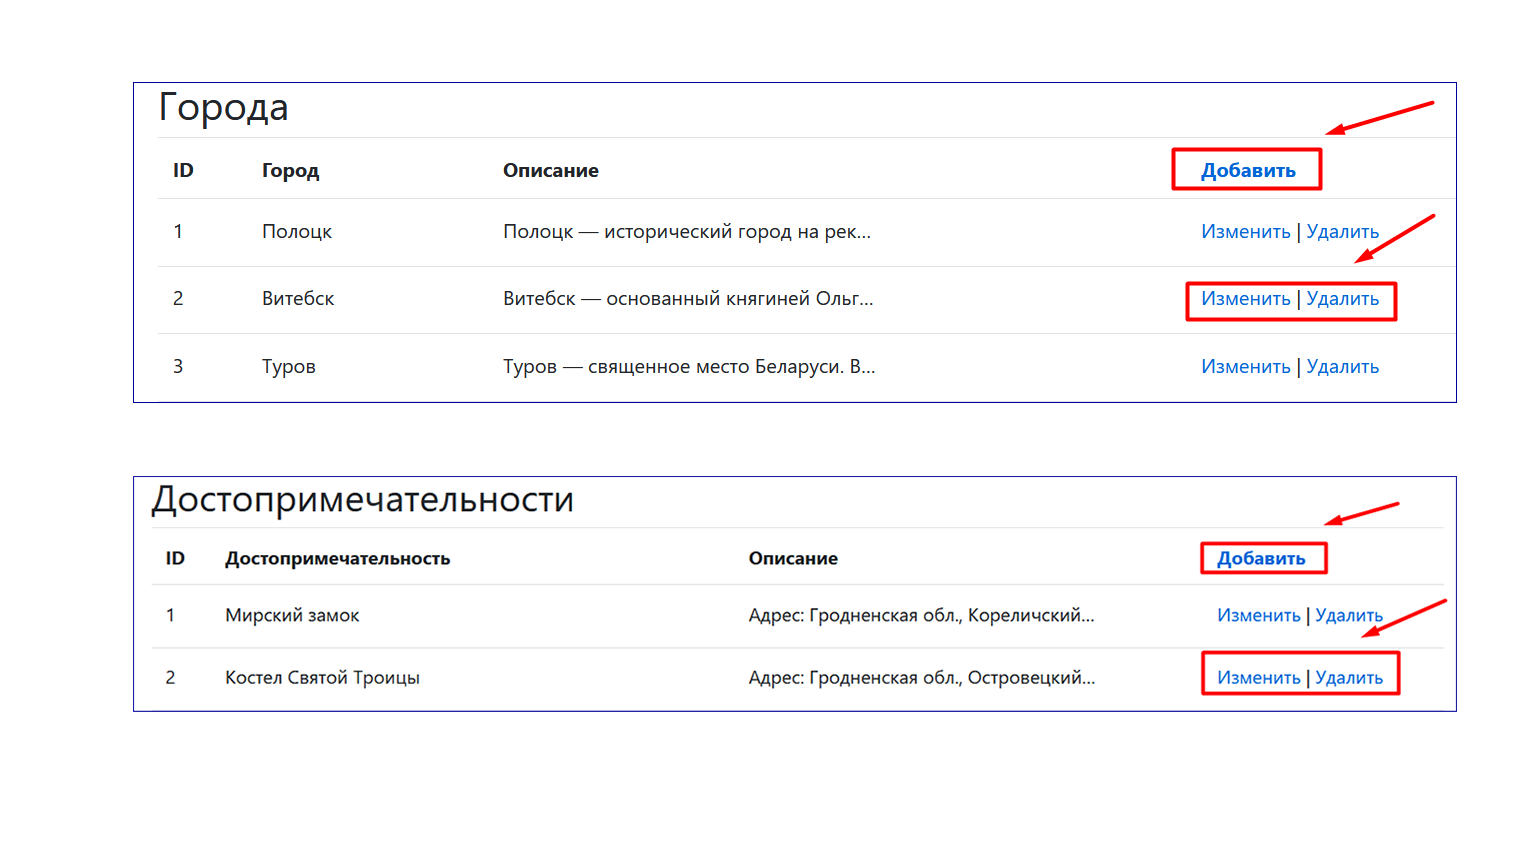 Города
ID Город Описание Добавить
1 Полоцк Полоцк — исторический город на рек... Изменить | Удалить
2 Витебск Витебск — основанный княгиней Ольг... Изменить | Удалить
3 Туров Туров — священное место Беларуси. В... Изменить | Удалить
Достопримечательности
ID Достопримечательность Описание Добавить
1 Мирский замок Адрес: Гродненская обл., Кореличский... Изменить | Удалить
2 Костел Святой Троицы Адрес: Гродненская обл., Островецкий... Изменить | Удалить